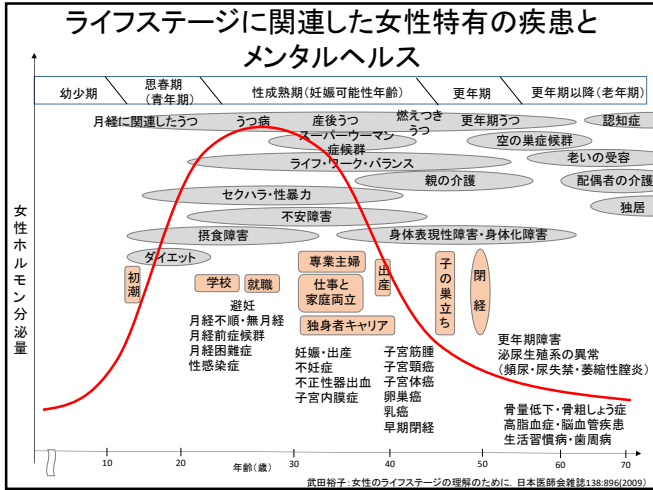 ライフステージに関連した女性特有の疾患と
メンタルヘルス
幼少期
思春期
(青年期)
性成熟期(妊娠可能性年齢)
更年期
更年期以降(老年期)
月経に関連したうつ
うつ病
産後うつ
燃えつき
うつ
更年期うつ
認知症
スーパーウーマン
症候群
空の巣症候群
ライフ・ワーク・バランス
老いの受容
親の介護
配偶者の介護
セクハラ・性暴力
独居
不安障害
摂食障害
身体表現性障害・身体化障害
ダイエット
初潮
学校
就職
専業主婦
仕事と
家庭両立
独身者キャリア
出産
子の巣立ち
閉経
女性ホルモン分泌量
避妊
月経不順・無月経
月経前症候群
月経困難症
性感染症
妊娠・出産
不妊症
不正性器出血
子宮内膜症
子宮筋腫
子宮頸癌
子宮体癌
卵巣癌
乳癌
早期閉経
更年期障害
泌尿生殖系の異常
(頻尿・尿失禁・萎縮性膣炎)
骨量低下・骨粗しょう症
高脂血症・脳血管疾患
生活習慣病・歯周病
10
20
30
40
50
60
70
年齢(歳)
武田裕子:女性のライフステージの理解のために. 日本医師会雑誌138:896(2009)